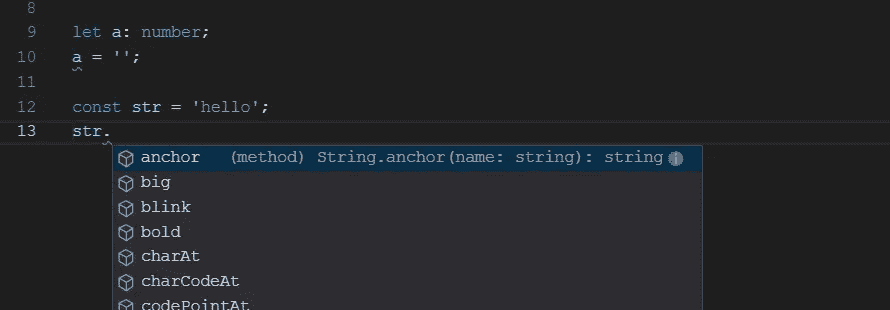 8
9 let a: number;
10 a = '';
11
12 const str = 'hello';
13 str.
anchor (method) String.anchor(name: string): string
big
blink
bold
charAt
charCodeAt
codePointAt